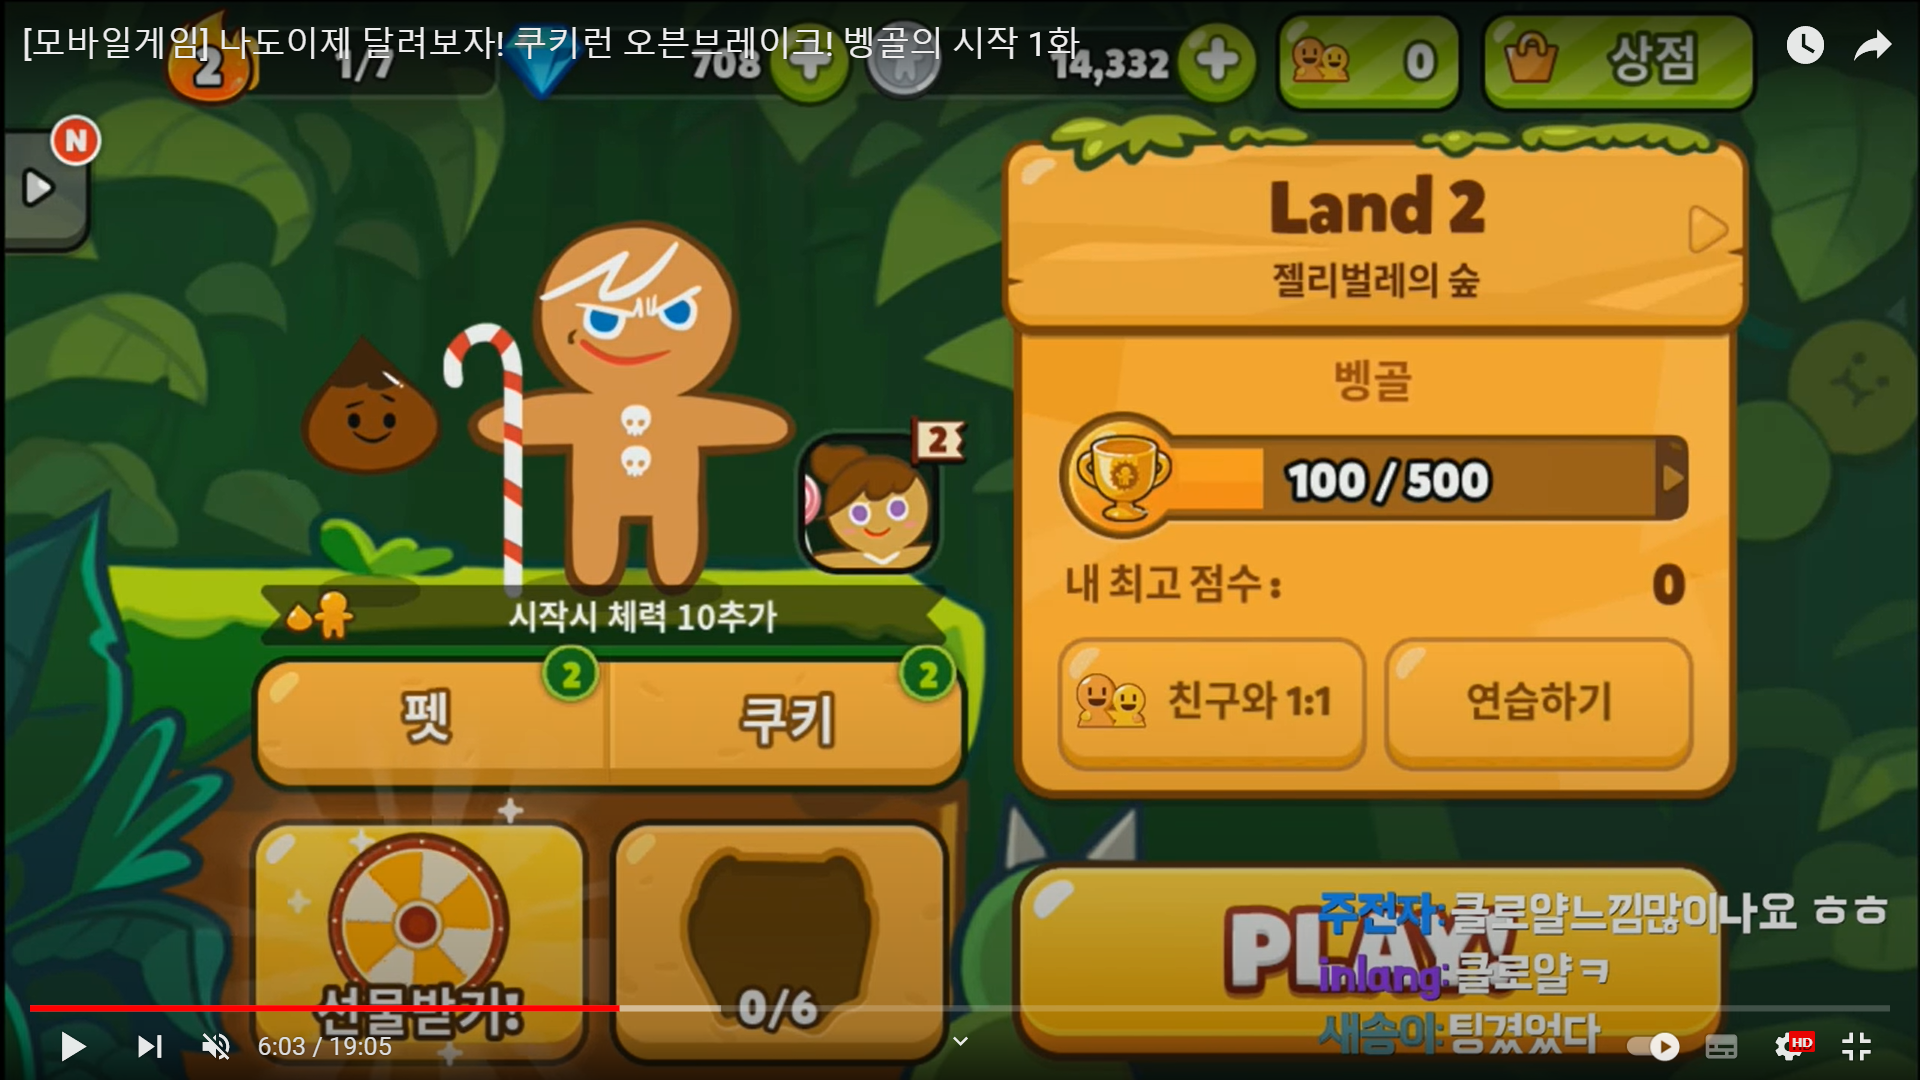 [모바일게임] 나도이제 달려보자! 쿠키런 오븐브레이크! 벵골의 시작 1화
2
1/7
708
14,332
0
상점
N
Land 2
젤리벌레의 숲
벵골
100 / 500
2
내 최고 점수 :
0
시작시 체력 10추가
펫
2
쿠키
2
친구와 1:1
연습하기
선물받기!
0/6
PLAY!
주전자: 클로얄느낌많이나요 ㅎㅎ
inlang: 클로얄ㅋ
새송이: 팅겼었다
6:03 / 19:05
HD